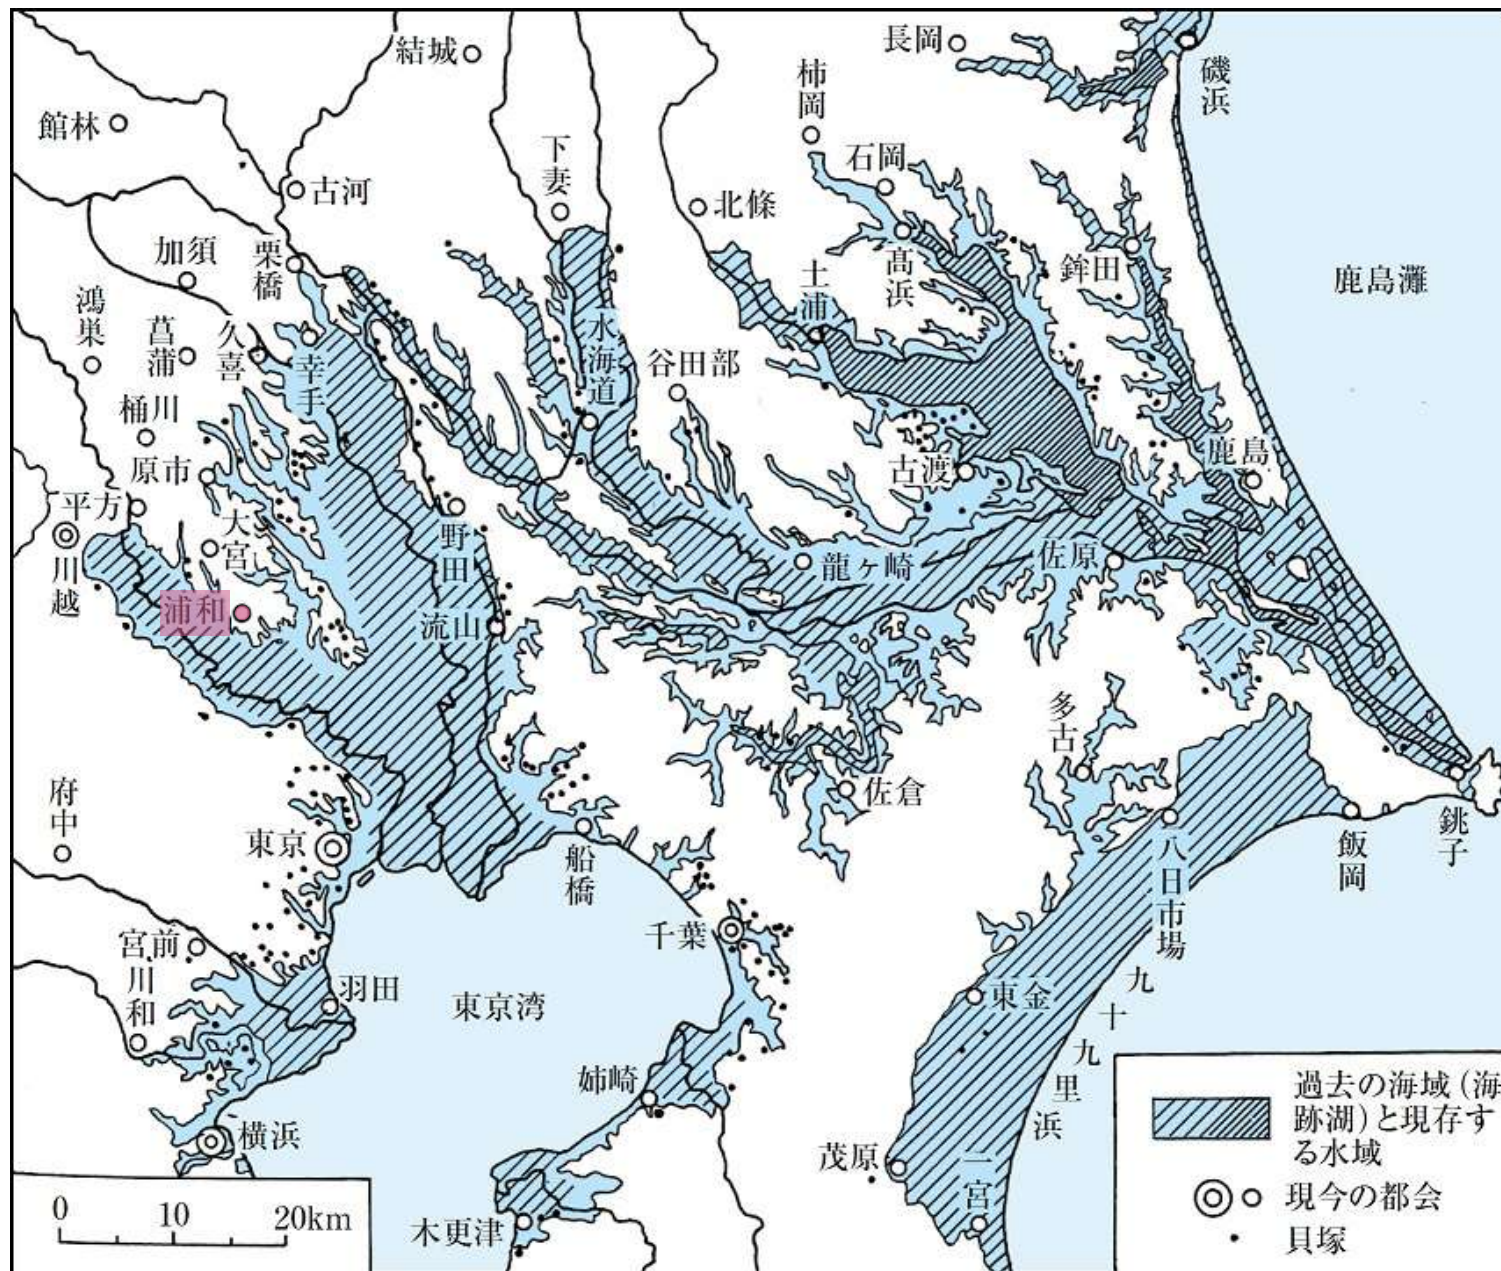 長岡
結城
磯浜
柿岡
館林
下妻
石岡
古河
北條
加須
栗橋
高浜
鉾田
鹿島灘
土浦
鴻巣
菖蒲
久喜
幸手
水海道
谷田部
桶川
原市
古渡
鹿島
平方
大宮
野田
川越
龍ヶ崎
佐原
浦和
流山
多古
佐倉
府中
東京
船橋
八日市場
飯岡
銚子
千葉
宮前
川和
羽田
東京湾
東金
九十九里浜
姉崎
横浜
茂原
一宮
木更津
0 10 20km
過去の海域(海
跡湖)と現存す
る水域
現今の都会
貝塚